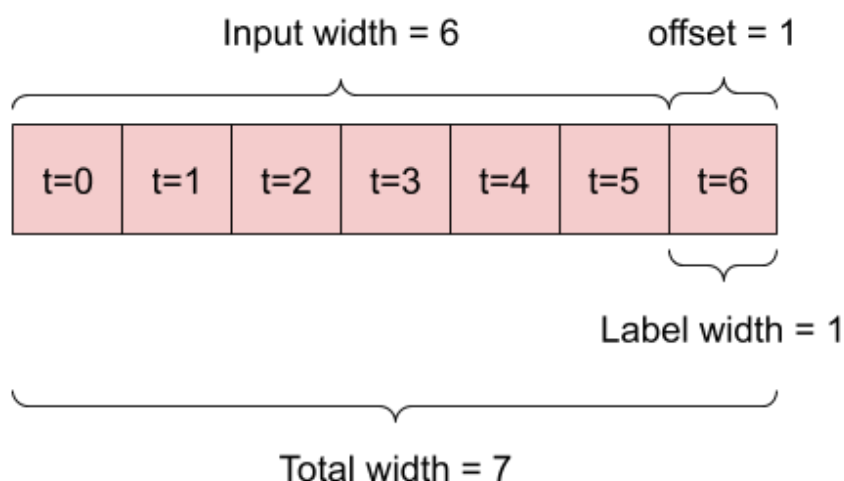 Input width = 6 offset = 1
t=0 t=1 t=2 t=3 t=4 t=5 t=6
Label width = 1
Total width = 7